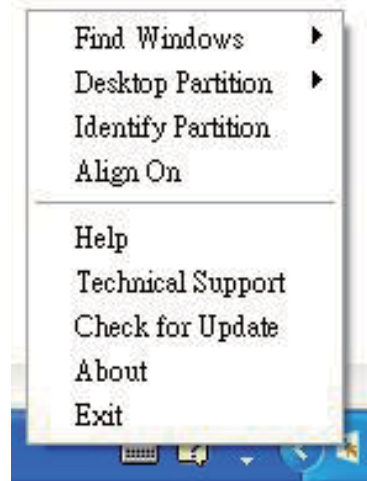 Find Windows
Desktop Partition
Identify Partition
Align On
Help
Technical Support
Check for Update
About
Exit